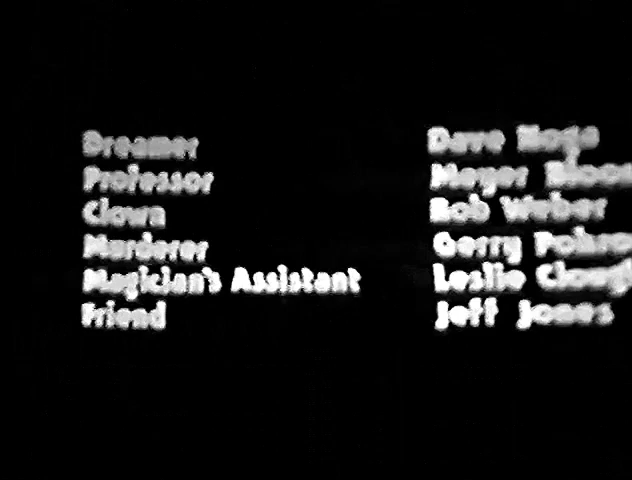 Dreamer Dave
Professor Meyer
Clown Bob Weber
Murderer Gerry
Magician's Assistant Leslie
Friend Jeff Jones